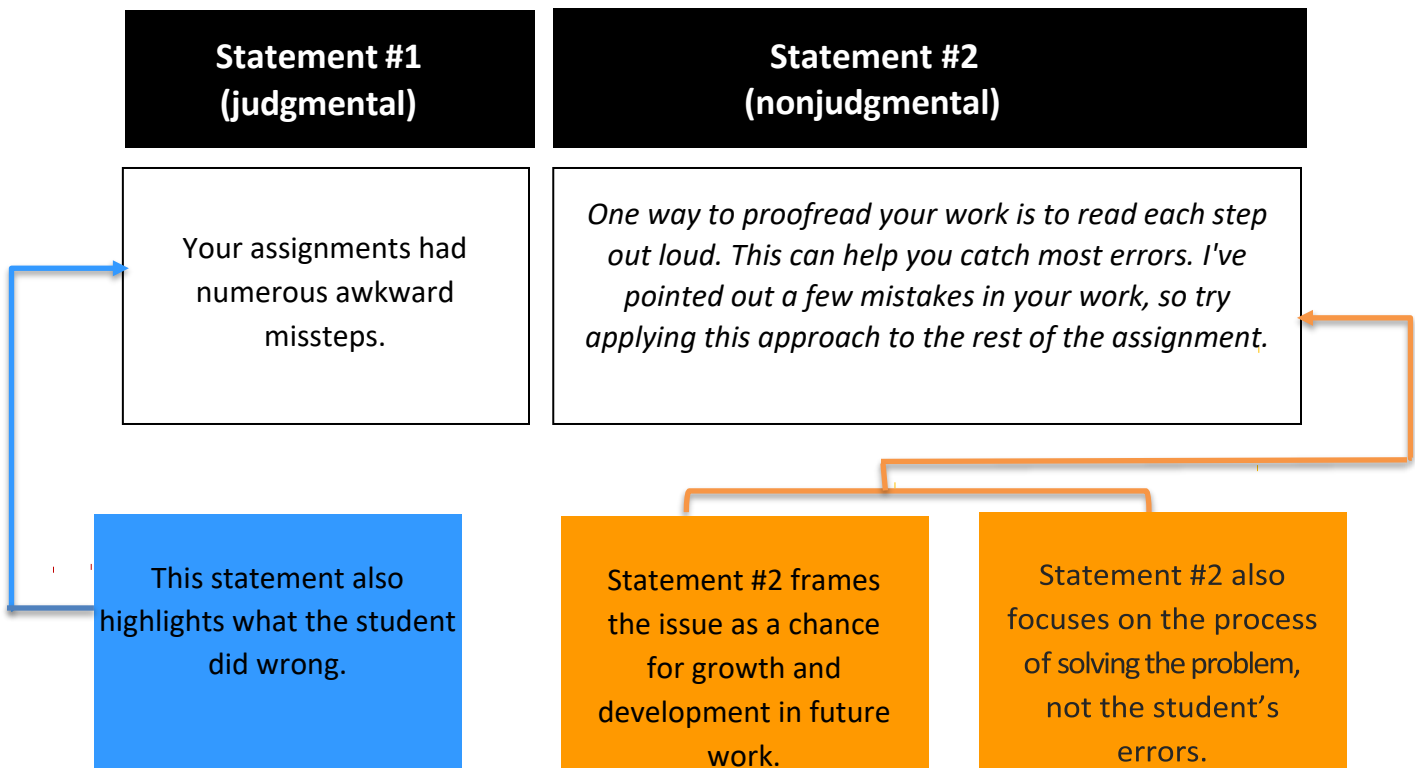 Statement #1
(judgmental)
Statement #2
(nonjudgmental)
Your assignments had
numerous awkward
missteps.
One way to proofread your work is to read each step
out loud. This can help you catch most errors. I've
pointed out a few mistakes in your work, so try
applying this approach to the rest of the assignment.
This statement also
highlights what the student
did wrong.
Statement #2 frames
the issue as a chance
for growth and
development in future
work.
Statement #2 also
focuses on the process
of solving the problem,
not the student’s
errors.